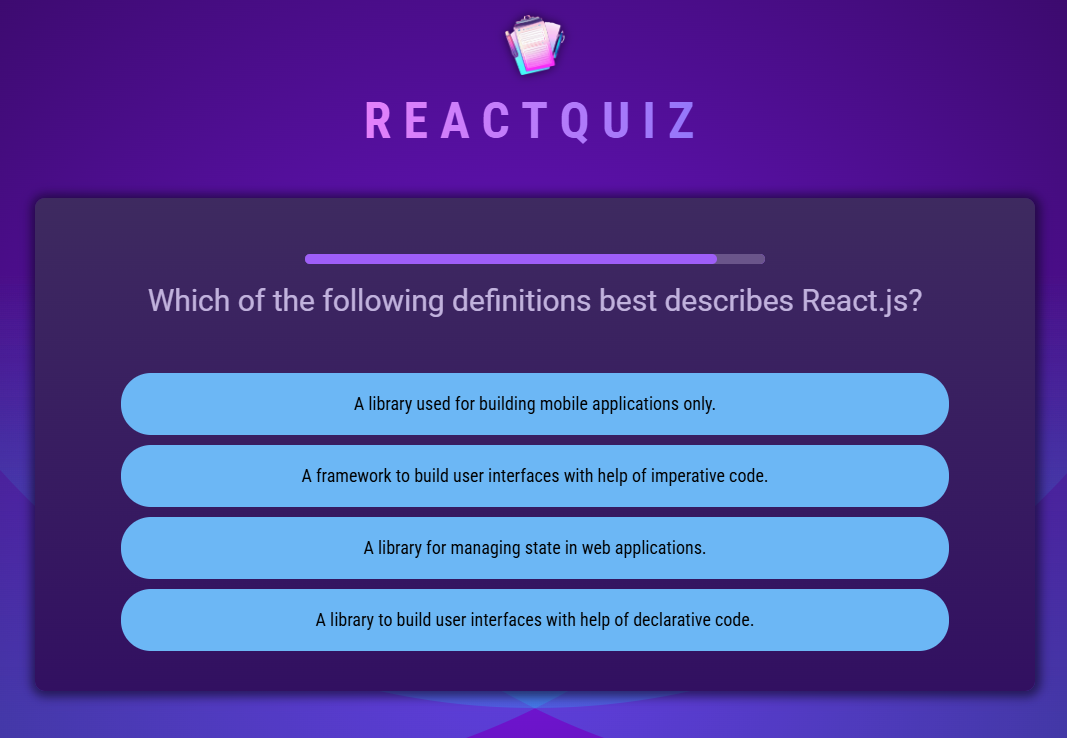 REACTQUIZ
Which of the following definitions best describes React.js?
A library used for building mobile applications only.
A framework to build user interfaces with help of imperative code.
A library for managing state in web applications.
A library to build user interfaces with help of declarative code.